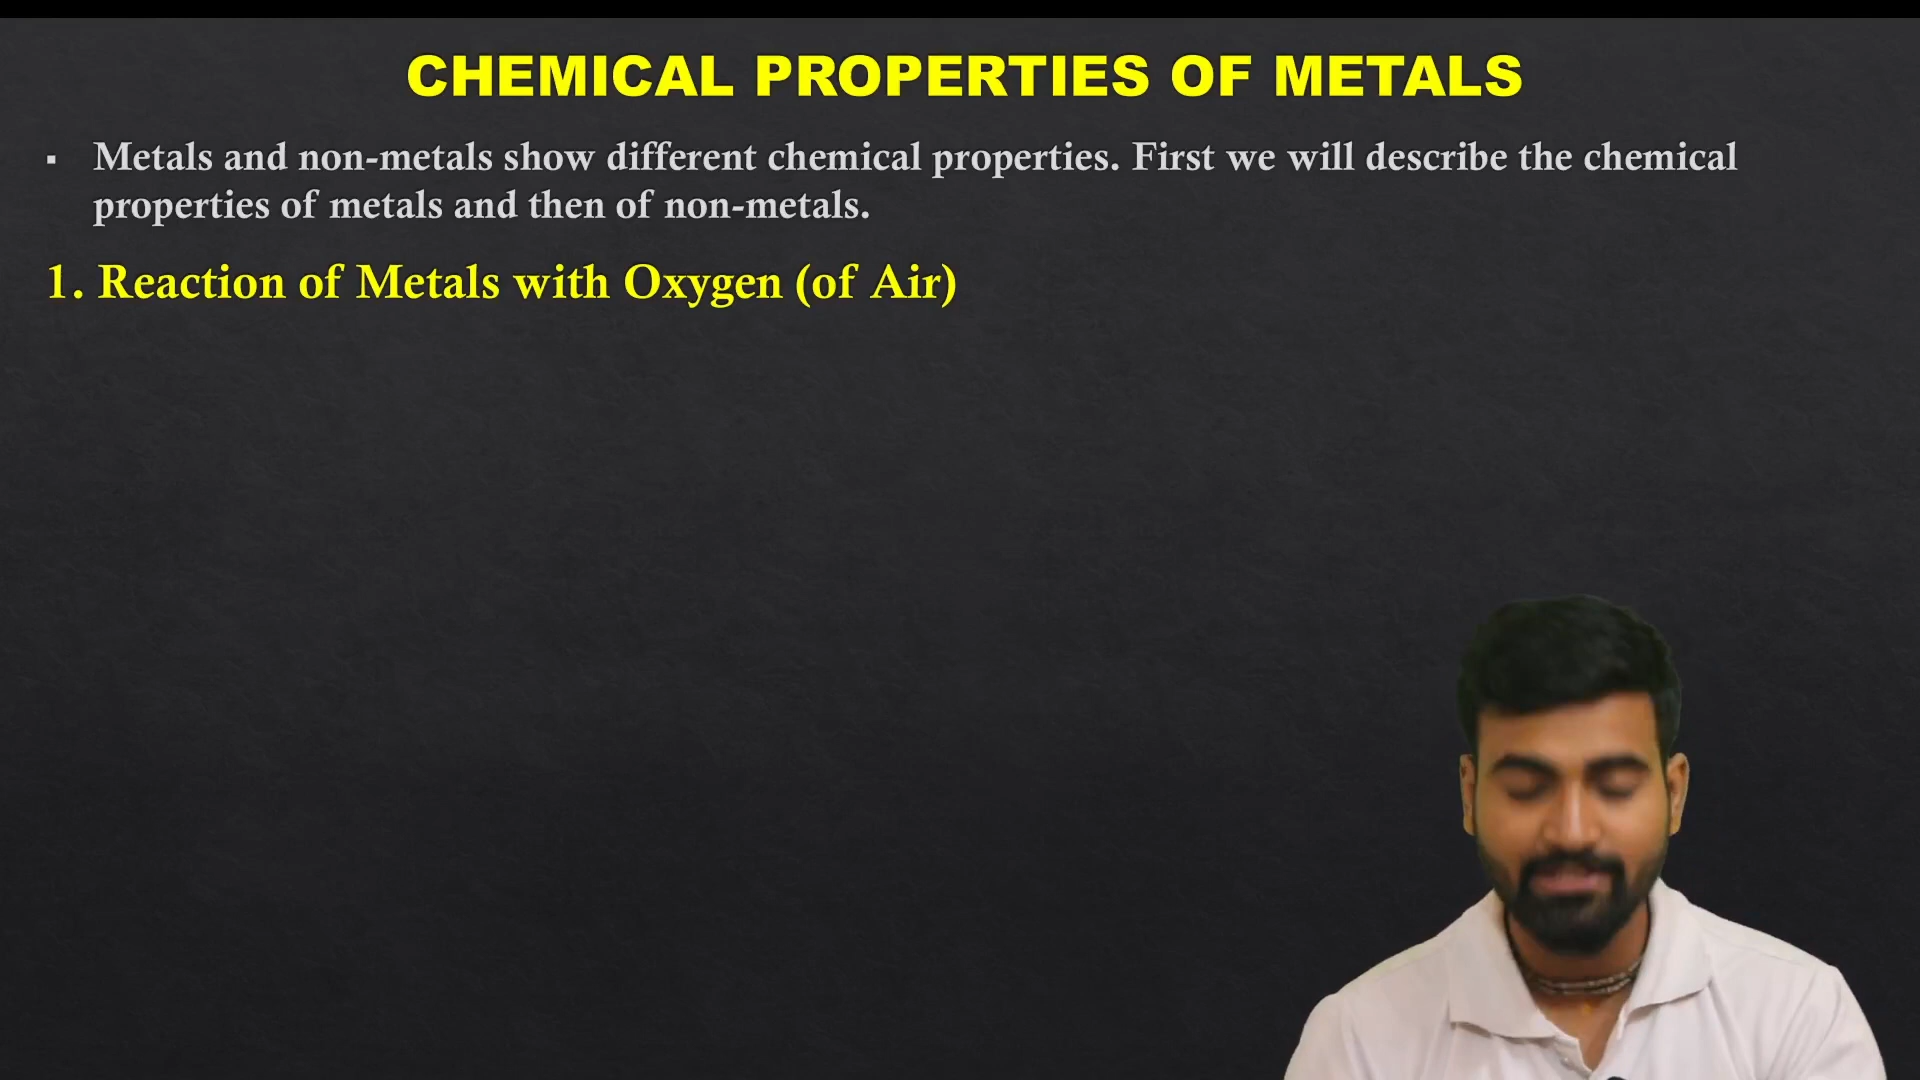 CHEMICAL PROPERTIES OF METALS
▪ Metals and non-metals show different chemical properties. First we will describe the chemical
properties of metals and then of non-metals.
1. Reaction of Metals with Oxygen (of Air)